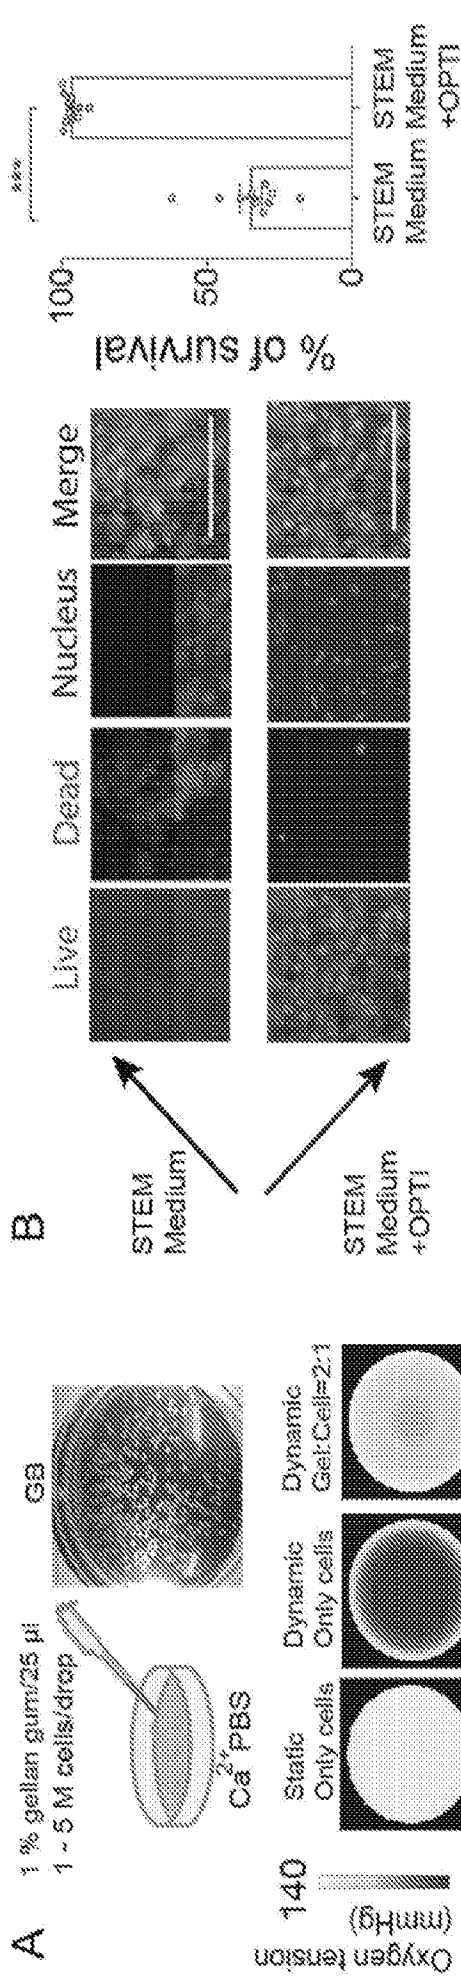 A
1 % gellan gum/25 µl
1 ~ 5 M cells/drop
GB
Ca2+ PBS
140
Oxygen tension
(mmHg)
Static
Only cells
Dynamic
Only cells
Dynamic
Gel:Cell=2:1
B
STEM
Medium
STEM
Medium
+OPTI
Live
Dead
Nucleus
Merge
% of survival
100
50
0
***
STEM
Medium
STEM
Medium
+OPTI